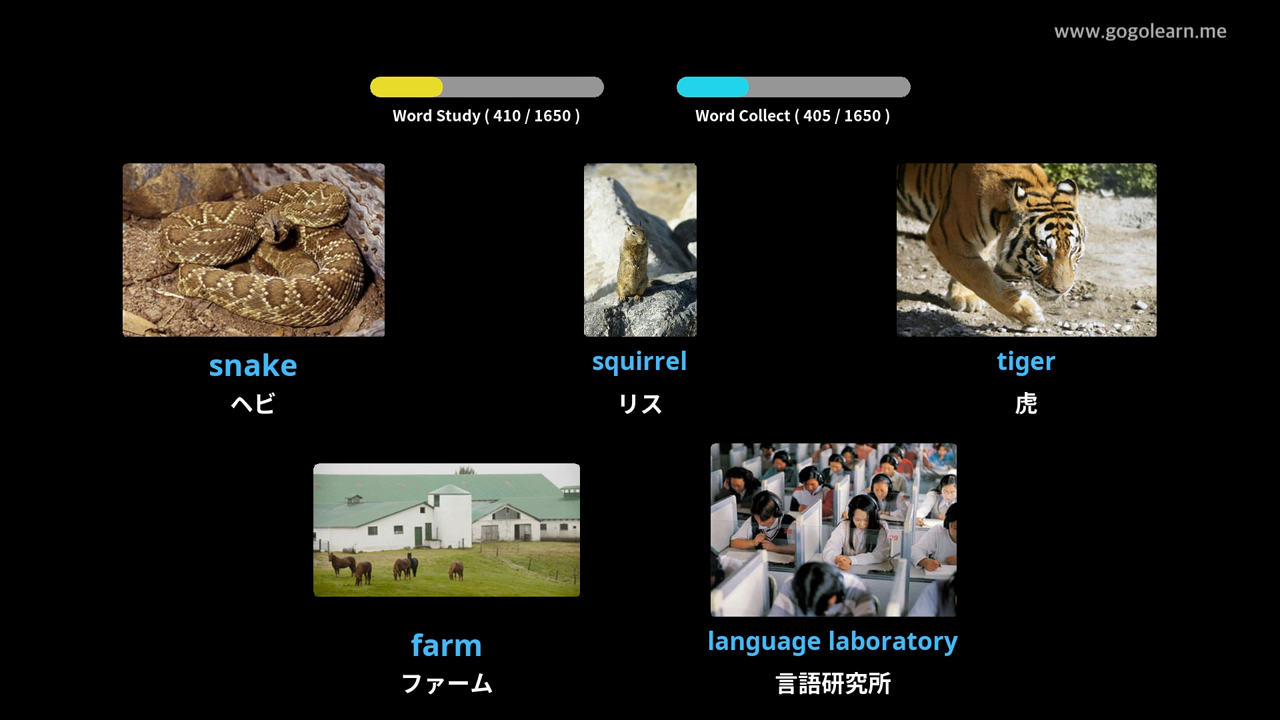 www.gogolearn.me
Word Study ( 410 / 1650 )
Word Collect ( 405 / 1650 )
snake
ヘビ
squirrel
リス
tiger
虎
farm
ファーム
language laboratory
言語研究所